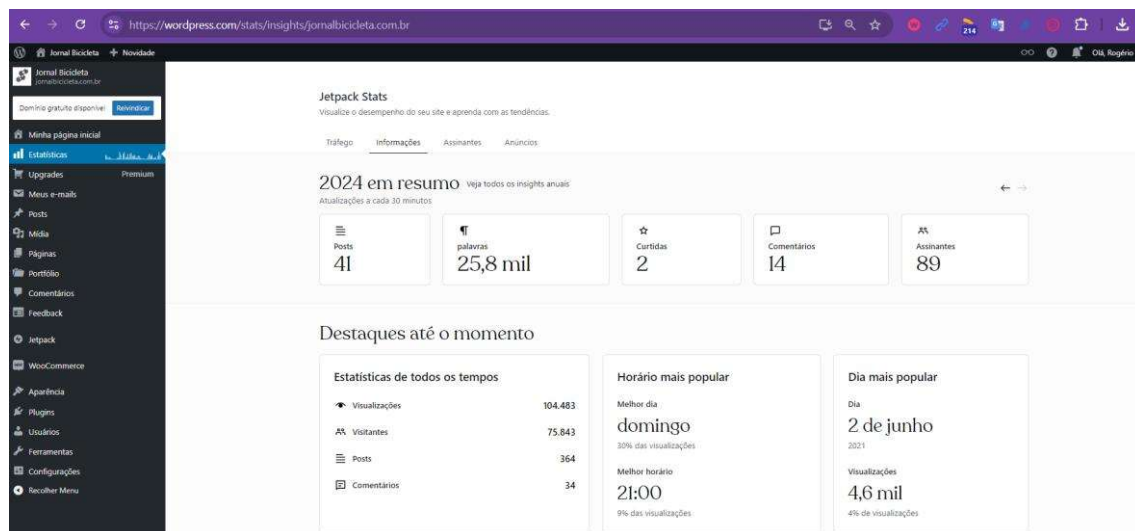 https://wordpress.com/stats/insights/jornalbicicleta.com.br
214
Jornal Bicicleta + Novidade
Olá, Rogério
Jornal Bicicleta
jornalbicicleta.com.br
Domínio gratuito disponível Reivindicar
Minha página inicial
Estatísticas
Upgrades Premium
Meus e-mails
Posts
Mídia
Páginas
Portfólio
Comentários
Feedback
Jetpack
WooCommerce
Aparência
Plugins
Usuários
Ferramentas
Configurações
Recolher Menu
Jetpack Stats
Visualize o desempenho do seu site e aprenda com as tendências.
Tráfego Informações Assinantes Anúncios
2024 em resumo Veja todos os insights anuais
Atualizações a cada 30 minutos
Posts
41
palavras
25,8 mil
Curtidas
2
Comentários
14
Assinantes
89
Destaques até o momento
Estatísticas de todos os tempos
Visualizações 104.483
Visitantes 75.843
Posts 364
Comentários 34
Horário mais popular
Melhor dia
domingo
30% das visualizações
Melhor horário
21:00
9% das visualizações
Dia mais popular
Dia
2 de junho
2021
Visualizações
4,6 mil
4% de visualizações